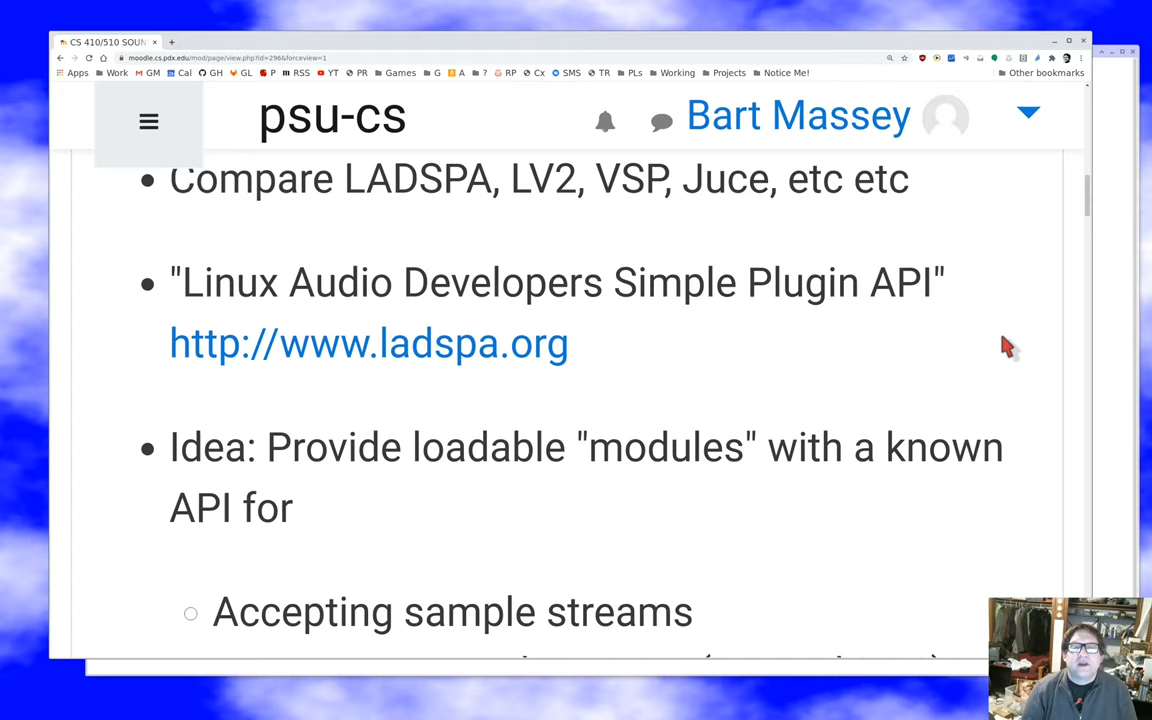 CS 410/510 SOUN
moodle.cs.pdx.edu/mod/page/view.php?id=296&forceview=1
Apps Work GM Cal GH GL P RSS YT PR Games G A ? RP Cx SMS TR PLs Working Projects Notice Me! Other bookmarks
psu-cs Bart Massey
• Compare LADSPA, LV2, VSP, Juce, etc etc
• "Linux Audio Developers Simple Plugin API"
http://www.ladspa.org
• Idea: Provide loadable "modules" with a known
API for
○ Accepting sample streams